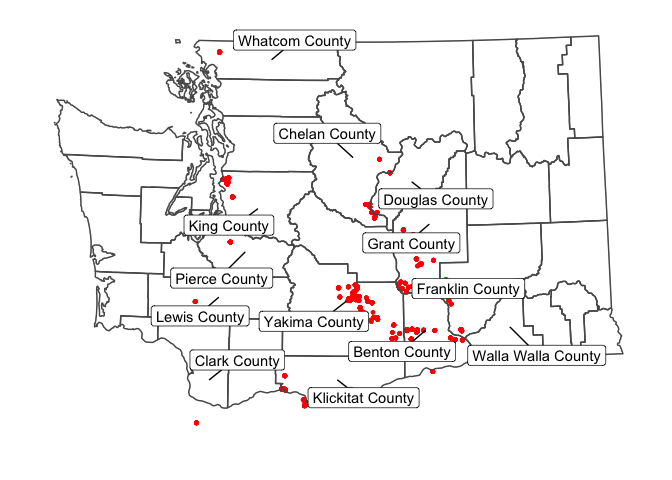 Whatcom County
Chelan County
Douglas County
King County
Grant County
Pierce County
Franklin County
Lewis County
Yakima County
Benton County
Walla Walla County
Clark County
Klickitat County